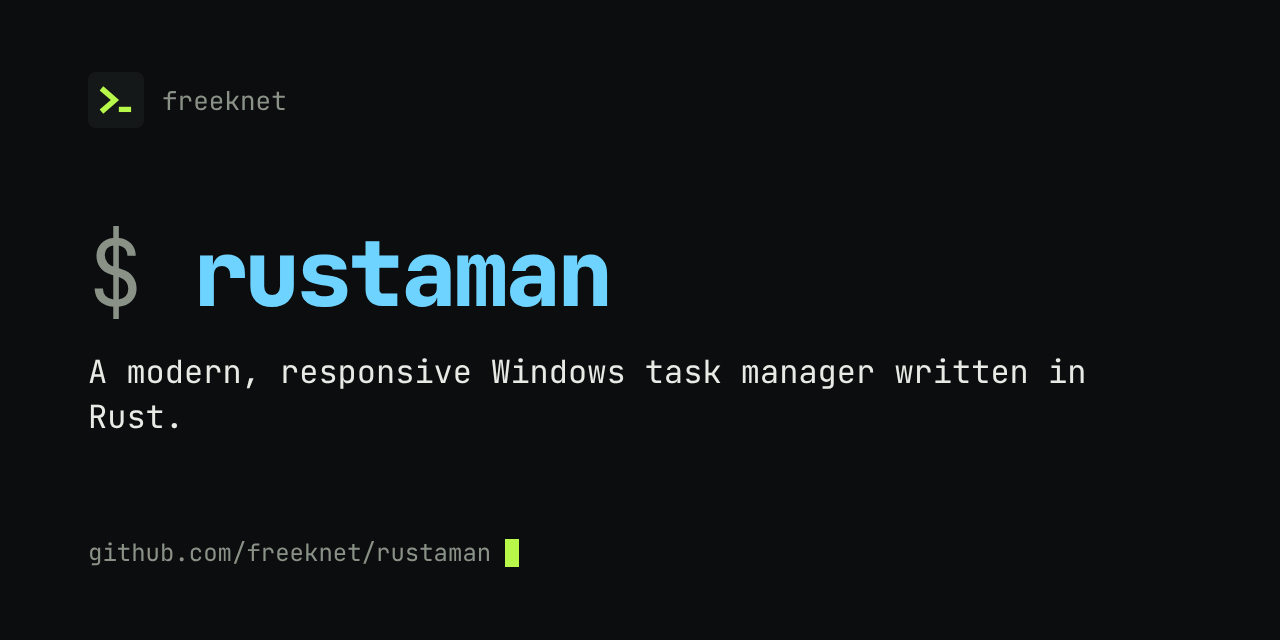 >_ freeknet
$ rustaman
A modern, responsive Windows task manager written in
Rust.
github.com/freeknet/rustaman